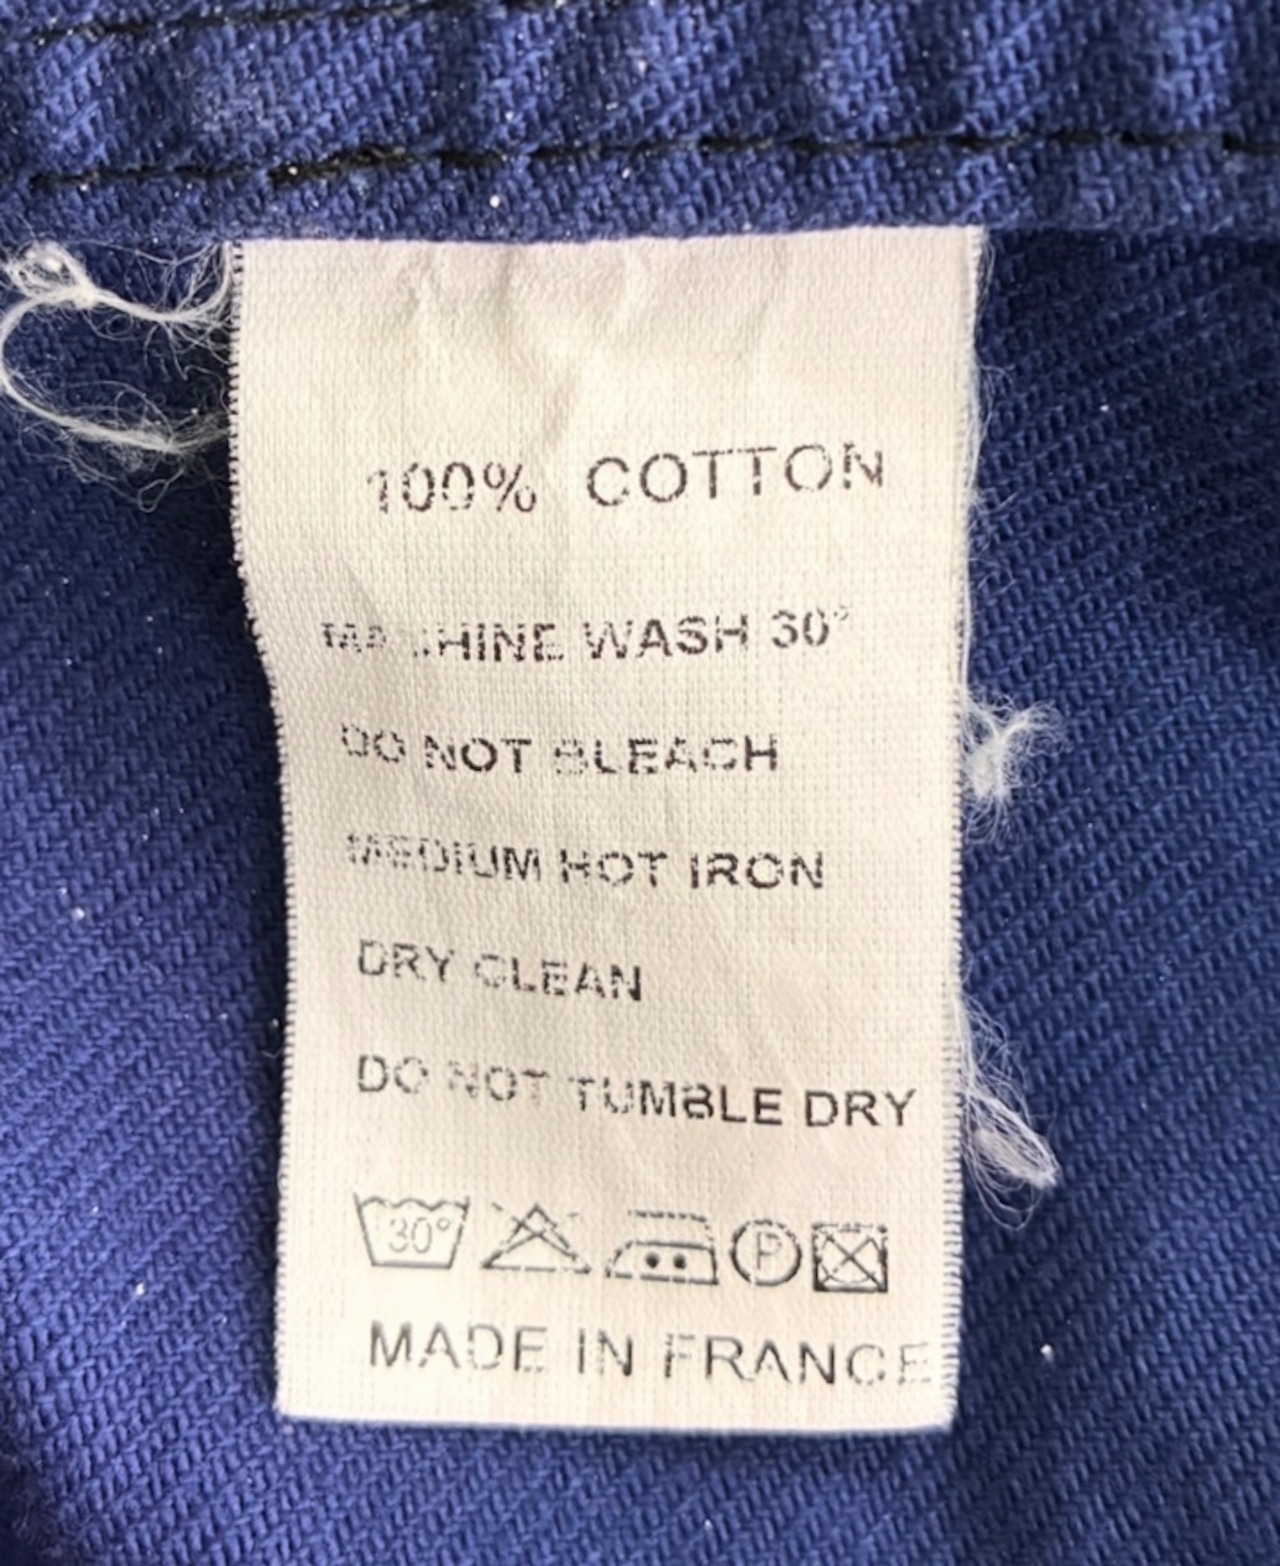 100% COTTON
MACHINE WASH 30°
DO NOT BLEACH
MEDIUM HOT IRON
DRY CLEAN
DO NOT TUMBLE DRY
30° P
MADE IN FRANCE